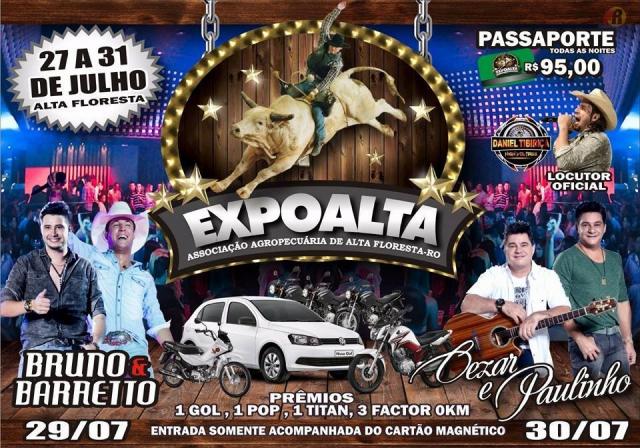 27 A 31
DE JULHO
ALTA FLORESTA
PASSAPORTE
TODAS AS NOITES
EXPOALTA
R$ 95,00
DANIEL TIBIRIÇA
LOCUTOR
OFICIAL
EXPOALTA
ASSOCIAÇÃO AGROPECUÁRIA DE ALTA FLORESTA-RO
BRUNO &
BARRETTO
29/07
Cezar
e Paulinho
30/07
PRÊMIOS
1 GOL , 1 POP , 1 TITAN, 3 FACTOR 0KM
ENTRADA SOMENTE ACOMPANHADA DO CARTÃO MAGNÉTICO